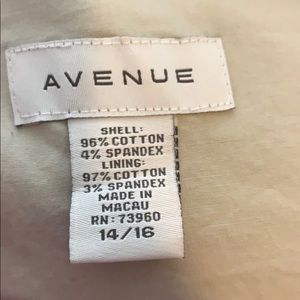 AVENUE
SHELL:
96% COTTON
4% SPANDEX
LINING:
97% COTTON
3% SPANDEX
MADE IN
MACAU
RN: 73960
14/16